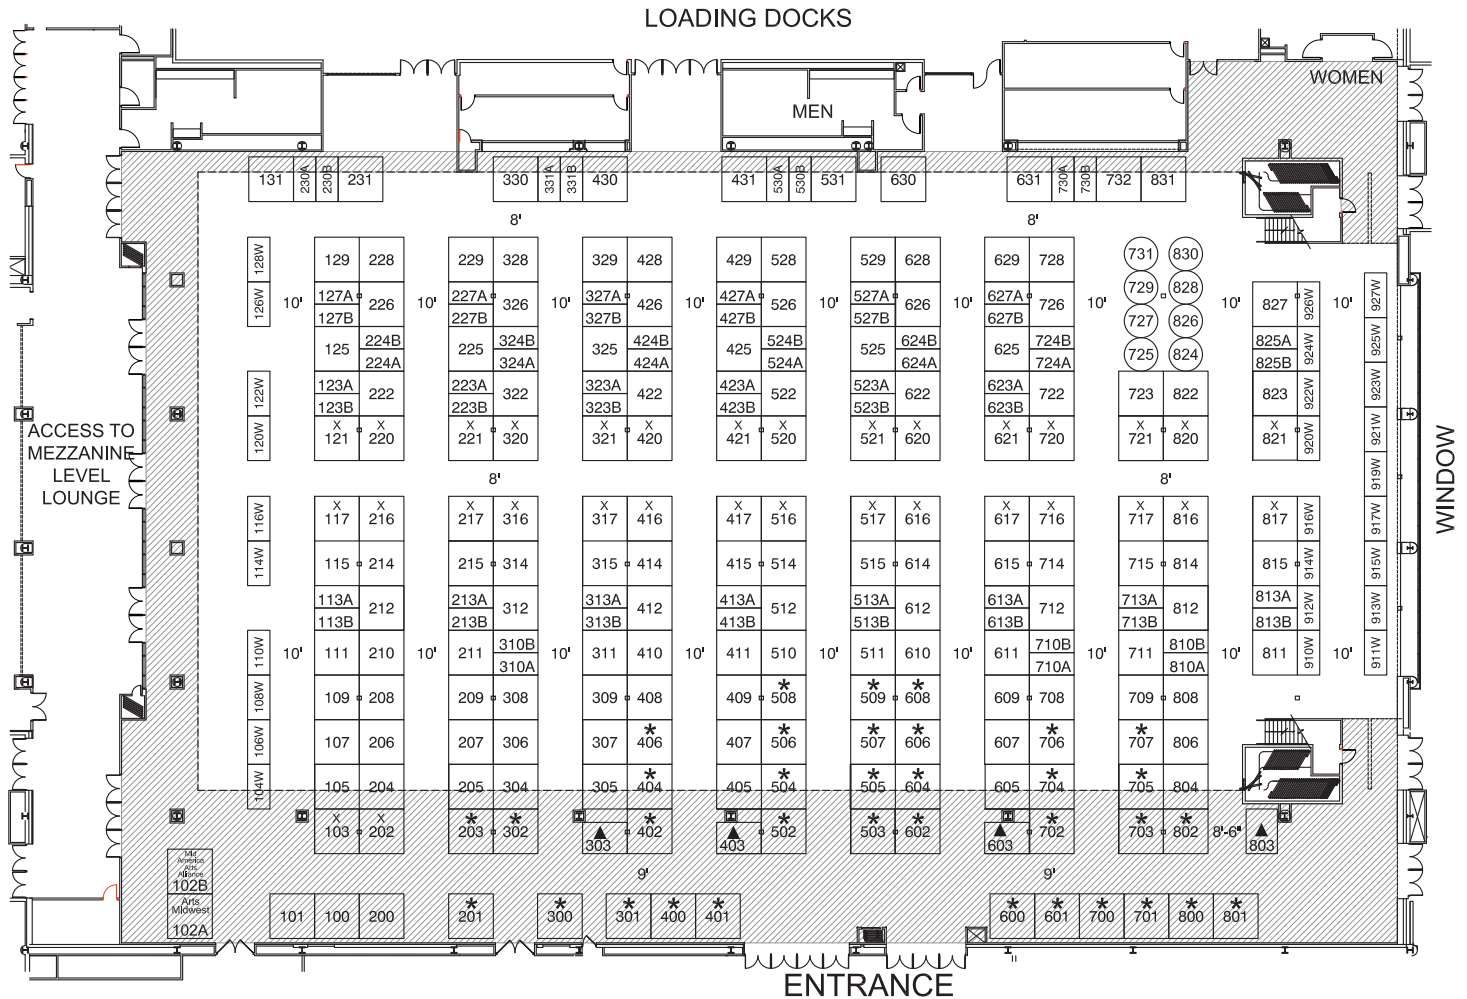 LOADING DOCKS
WOMEN
MEN
131 230A 230B 231 330 331A 331B 430 431 530A 530B 531 630 631 730A 730B 732 831
8' 8'
128W 129 228 229 328 329 428 429 528 529 628 629 728 731 830
126W 10' 127A 127B 226 10' 227A 227B 326 10' 327A 327B 426 10' 427A 427B 526 10' 527A 527B 626 10' 627A 627B 726 10' 729 828 10' 827 926W 10' 927W
125 224B 224A 225 324B 324A 325 424B 424A 425 524B 524A 525 624B 624A 625 724B 724A 727 826 825A 825B 924W 925W
725 824
122W 123A 123B 222 223A 223B 322 323A 323B 422 423A 423B 522 523A 523B 622 623A 623B 722 723 822 823 922W 923W
X X X X X X X X X X X X X X X
120W 121 220 221 320 321 420 421 520 521 620 621 720 721 820 821 920W 921W
ACCESS TO
MEZZANINE
LEVEL
LOUNGE
8' 8' 919W
WINDOW
X X X X X X X X X X X X X X X
116W 117 216 217 316 317 416 417 516 517 616 617 716 717 816 817 916W 917W
114W 115 214 215 314 315 414 415 514 515 614 615 714 715 814 815 914W 915W
113A 113B 212 213A 213B 312 313A 313B 412 413A 413B 512 513A 513B 612 613A 613B 712 713A 713B 812 813A 813B 912W 913W
110W 10' 111 210 10' 211 310B 310A 10' 311 410 10' 411 510 10' 511 610 10' 611 710B 710A 10' 711 810B 810A 10' 811 910W 10' 911W
108W 109 208 209 308 309 408 409 *508 *509 *608 609 708 709 808
106W 107 206 207 306 307 *406 407 *506 *507 *606 607 *706 *707 806
104W 105 204 205 304 305 *404 405 *504 *505 *604 605 *704 *705 804
X X
103 202 *203 *302 ▲303 *402 ▲403 *502 *503 *602 ▲603 *702 *703 *802 8'-6" ▲803
Mid
America
Arts
Alliance
102B
9' 9'
Arts
Midwest
102A
101 100 200 *201 *300 *301 *400 *401 *600 *601 *700 *701 *800 *801
ENTRANCE